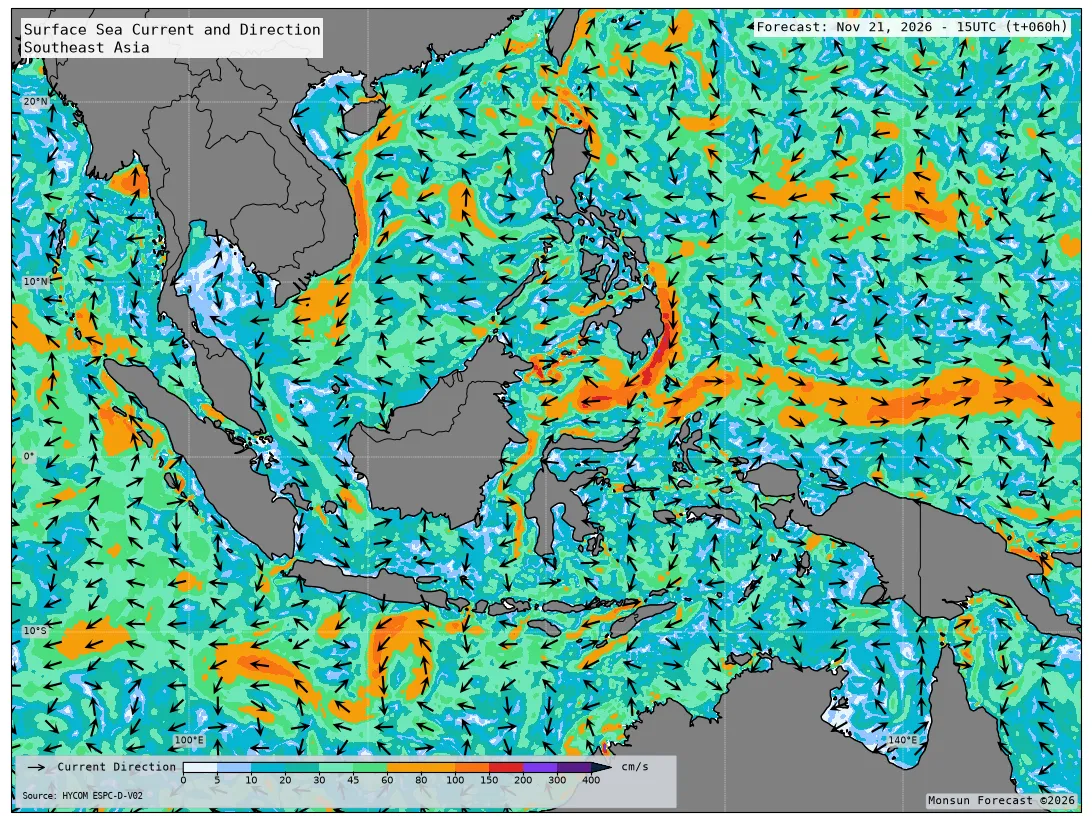 Surface Sea Current and Direction
Southeast Asia
Forecast: Nov 21, 2026 - 15UTC (t+060h)
20°N
10°N
0°
10°S
100°E
140°E
Current Direction
0 5 10 20 30 45 60 80 100 150 200 300 400
cm/s
Source: HYCOM ESPC-D-V02
Monsun Forecast ©2026